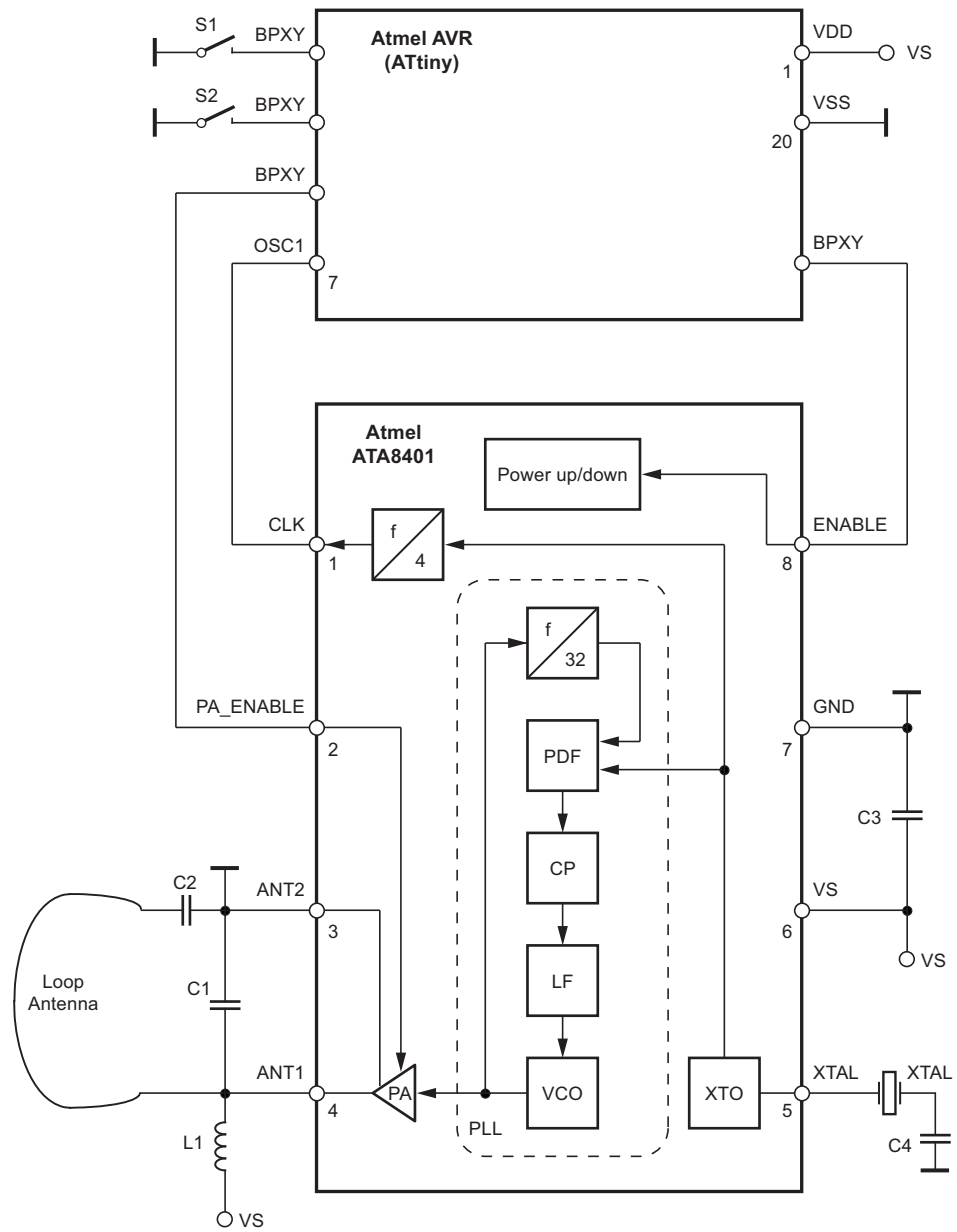 S1
BPXY
Atmel AVR
(ATtiny)
VDD
1
VS
S2
BPXY
VSS
20
BPXY
OSC1
7
BPXY
Atmel
ATA8401
Power up/down
CLK
1
f
4
ENABLE
8
f
32
PA_ENABLE
2
PDF
GND
7
C3
CP
C2
ANT2
3
VS
6
VS
Loop
Antenna
C1
LF
ANT1
4
PA
VCO
XTO
XTAL
5
XTAL
PLL
L1
C4
VS